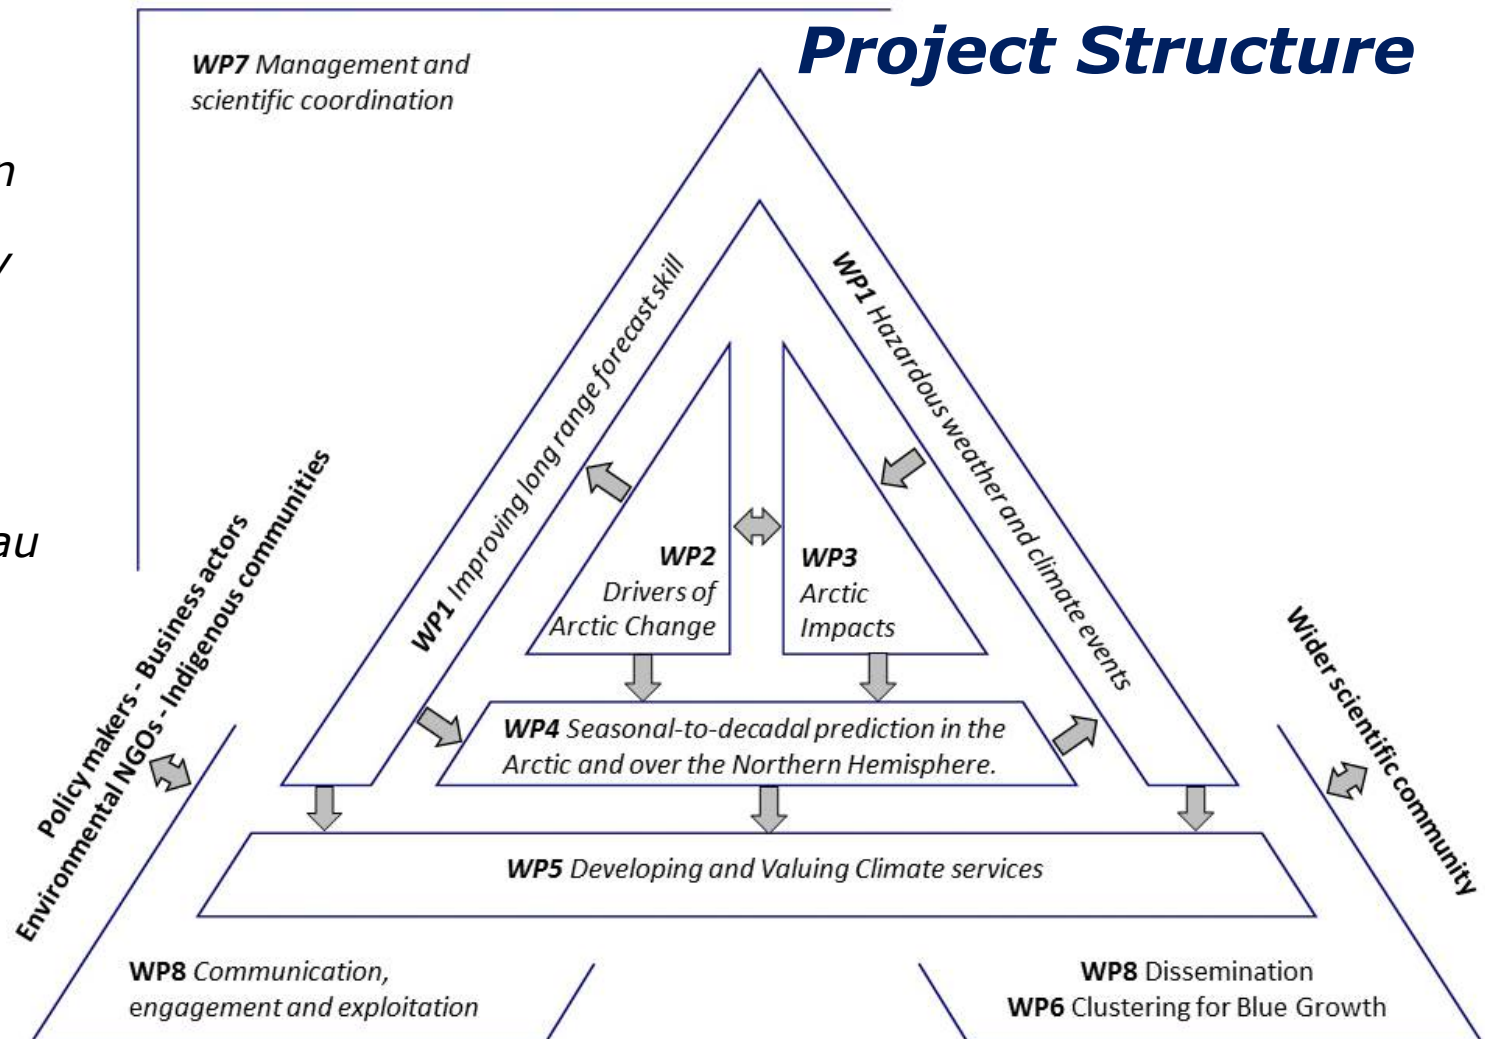 Project Structure
WP7 Management and
scientific coordination
WP1 Improving long range forecast skill
WP1 Hazardous weather and climate events
WP2
Drivers of
Arctic Change
WP3
Arctic
Impacts
WP4 Seasonal-to-decadal prediction in the
Arctic and over the Northern Hemisphere.
WP5 Developing and Valuing Climate services
Policy makers - Business actors
Environmental NGOs - Indigenous communities
Wider scientific community
WP8 Communication,
engagement and exploitation
WP8 Dissemination
WP6 Clustering for Blue Growth